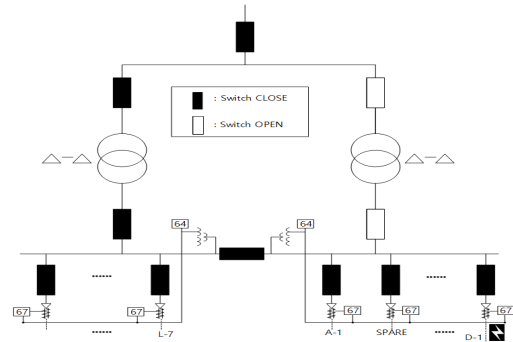 : Switch CLOSE
: Switch OPEN
△-△
△-△
64
64
67
67
67
67
67
......
......
......
L-7
A-1
SPARE
D-1